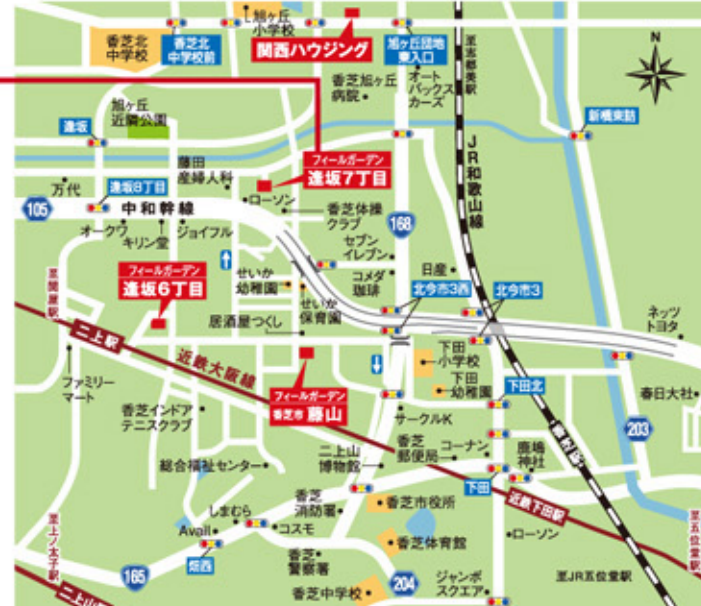 旭ヶ丘
小学校
香芝北
中学校
香芝北
中学校前
関西ハウジング
旭ヶ丘団地
東入口
至志都美駅
N
オート
バックス
カーズ
香芝旭ヶ丘
病院
旭ヶ丘
近隣公園
新橋東詰
逢坂
JR和歌山線
藤田
産婦人科
フィールガーデン
逢坂7丁目
万代
逢坂8丁目
ローソン
105
中和幹線
香芝体操
クラブ
168
オークワ
キリン堂
ジョイフル
セブン
イレブン
至関屋駅
フィールガーデン
逢坂6丁目
せいか
幼稚園
コメダ
珈琲
日産
北今市3西
北今市3
せいか
保育園
ネッツ
トヨタ
二上駅
居酒屋つくし
近鉄大阪線
下田
小学校
ファミリー
マート
フィールガーデン
香芝市 藤山
下田
幼稚園
下田北
春日大社
香芝インドア
テニスクラブ
サークルK
203
香芝駅
二上山
博物館
香芝
郵便局
コーナン
鹿嶋
神社
総合福祉センター
下田
香芝
消防署
香芝市役所
近鉄下田駅
しまむら
Avail
コスモ
至上ノ太子駅
畑西
香芝体育館
ローソン
至五位堂駅
香芝
警察署
165
204
至JR五位堂駅
二上山
香芝中学校
ジャンボ
スクエア